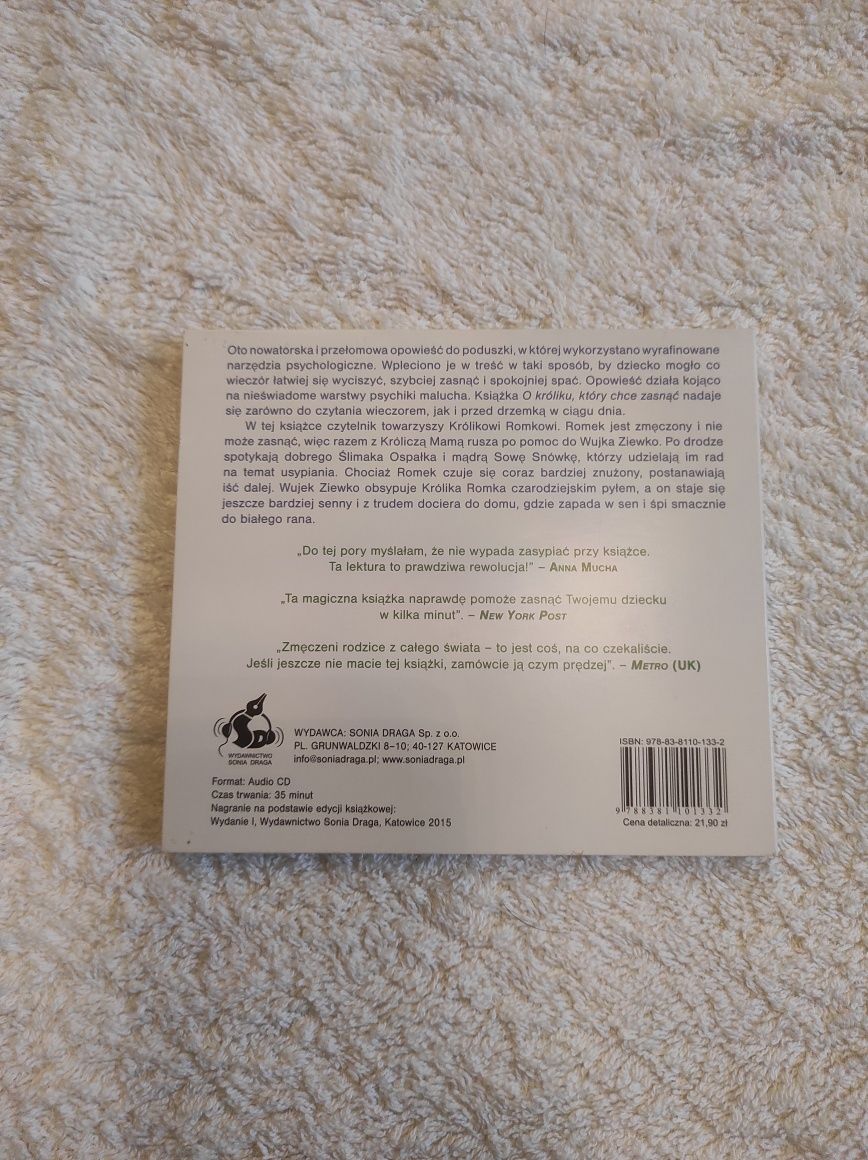 Oto nowatorska i przełomowa opowieść do poduszki, w której wykorzystano wyrafinowane
narzędzia psychologiczne. Wpleciono je w treść w taki sposób, by dziecko mogło co
wieczór łatwiej się wyciszyć, szybciej zasnąć i spokojniej spać. Opowieść działa kojąco
na nieświadome warstwy psychiki malucha. Książka O króliku, który chce zasnąć nadaje
się zarówno do czytania wieczorem, jak i przed drzemką w ciągu dnia.
W tej książce czytelnik towarzyszy Królikowi Romkowi. Romek jest zmęczony i nie
może zasnąć, więc razem z Króliczą Mamą rusza po pomoc do Wujka Ziewko. Po drodze
spotykają dobrego Ślimaka Ospałka i mądrą Sowę Snówkę, którzy udzielają im rad
na temat usypiania. Chociaż Romek czuje się coraz bardziej znużony, postanawiają
iść dalej. Wujek Ziewko obsypuje Królika Romka czarodziejskim pyłem, a on staje się
jeszcze bardziej senny i z trudem dociera do domu, gdzie zapada w sen i śpi smacznie
do białego rana.
„Do tej pory myślałam, że nie wypada zasypiać przy książce.
Ta lektura to prawdziwa rewolucja!” – ANNA MUCHA
„Ta magiczna książka naprawdę pomoże zasnąć Twojemu dziecku
w kilka minut”. – NEW YORK POST
„Zmęczeni rodzice z całego świata – to jest coś, na co czekaliście.
Jeśli jeszcze nie macie tej książki, zamówcie ją czym prędzej”. – METRO (UK)
SD
WYDAWNICTWO
SONIA DRAGA
WYDAWCA: SONIA DRAGA Sp. z o.o.
PL. GRUNWALDZKI 8–10; 40-127 KATOWICE
info@soniadraga.pl; www.soniadraga.pl
Format: Audio CD
Czas trwania: 35 minut
Nagranie na podstawie edycji książkowej:
Wydanie I, Wydawnictwo Sonia Draga, Katowice 2015
ISBN: 978-83-8110-133-2
9 788381 101332
Cena detaliczna: 21,90 zł